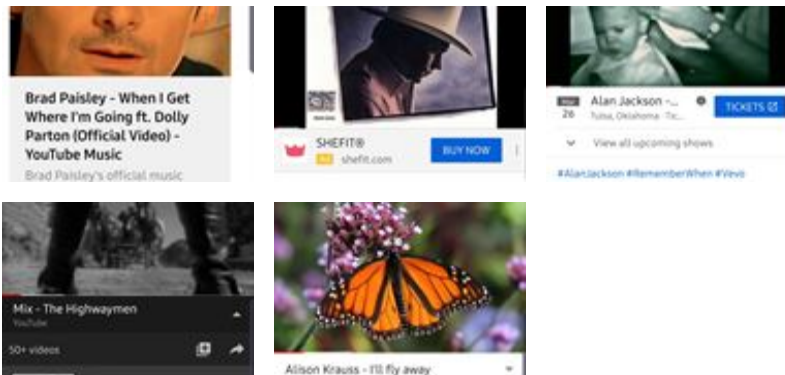 Brad Paisley - When I Get
Where I'm Going ft. Dolly
Parton (Official Video) -
YouTube Music
Brad Paisley's official music
SHEFIT®
Ad shefit.com
BUY NOW
Alan Jackson -...
26
Tulsa, Oklahoma · Tic...
TICKETS
View all upcoming shows
#AlanJackson #RememberWhen #Vevo
Mix - The Highwaymen
YouTube
50+ videos
Alison Krauss - I'll fly away